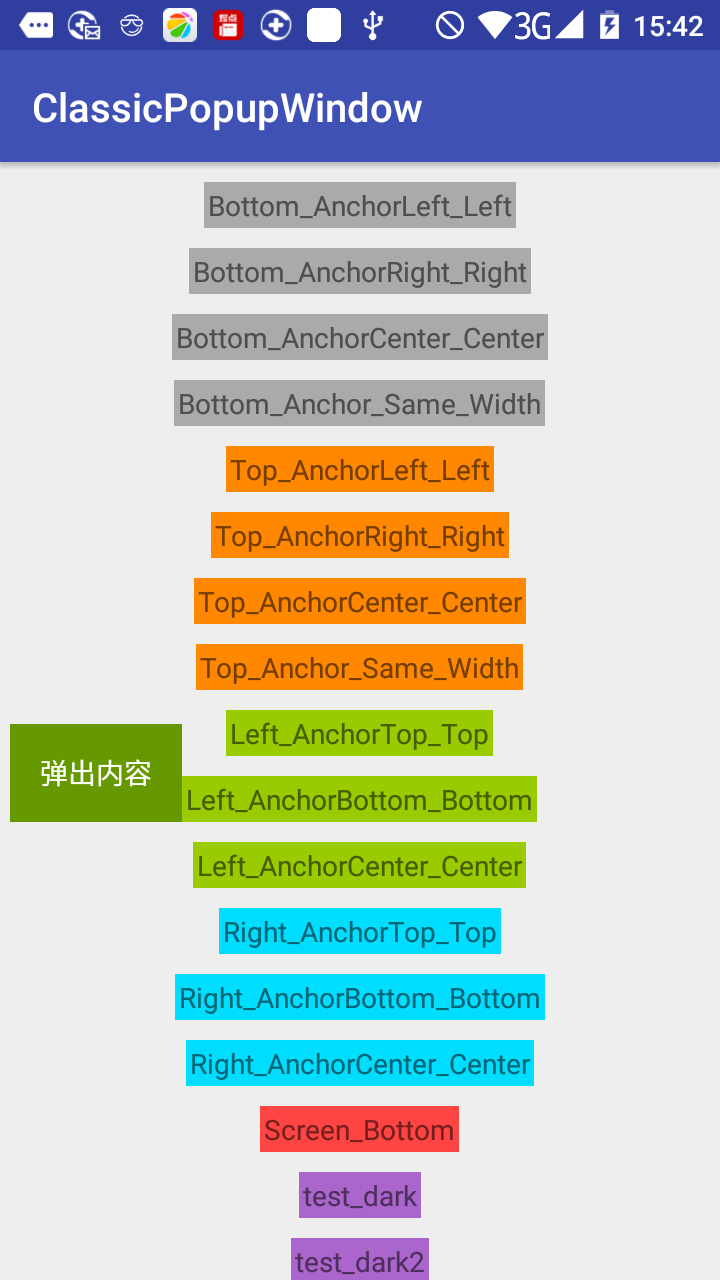 3G 15:42
ClassicPopupWindow
Bottom_AnchorLeft_Left
Bottom_AnchorRight_Right
Bottom_AnchorCenter_Center
Bottom_Anchor_Same_Width
Top_AnchorLeft_Left
Top_AnchorRight_Right
Top_AnchorCenter_Center
Top_Anchor_Same_Width
Left_AnchorTop_Top
弹出内容
Left_AnchorBottom_Bottom
Left_AnchorCenter_Center
Right_AnchorTop_Top
Right_AnchorBottom_Bottom
Right_AnchorCenter_Center
Screen_Bottom
test_dark
test_dark2